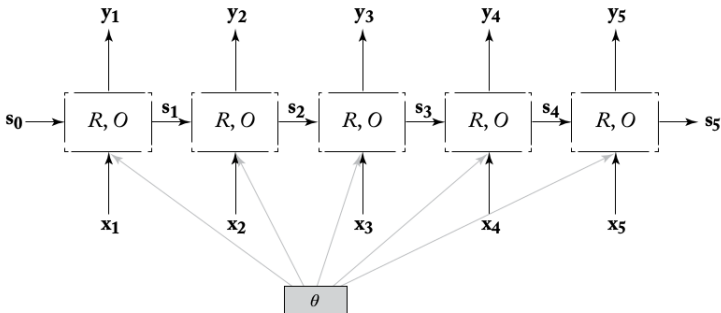 y1 y2 y3 y4 y5
s0 R, O s1 R, O s2 R, O s3 R, O s4 R, O s5
x1 x2 x3 x4 x5
θ